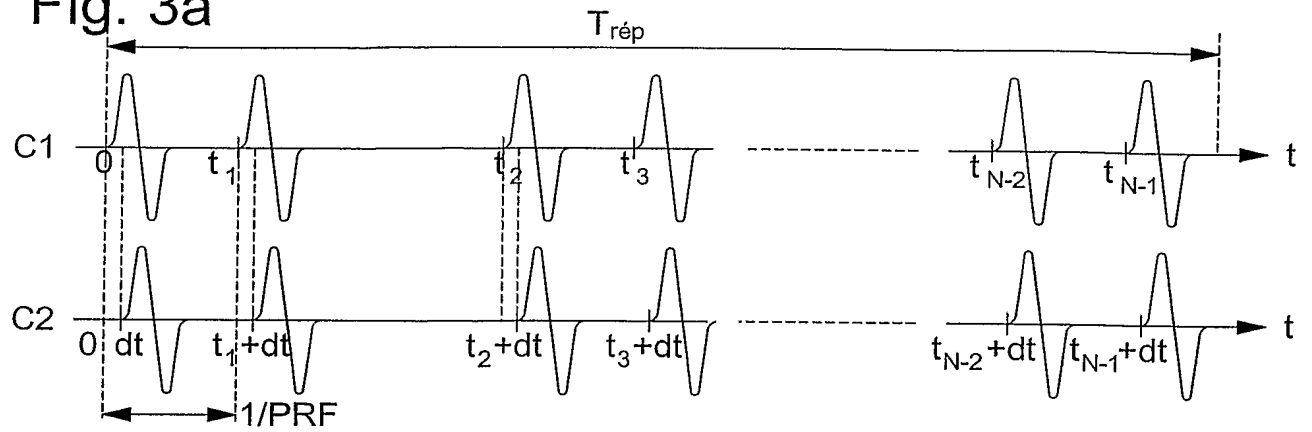 Fig. 3a
T_rép
C1 0 t_1 t_2 t_3 t_N-2 t_N-1 t
C2 0 dt t_1+dt t_2+dt t_3+dt t_N-2+dt t_N-1+dt t
1/PRF